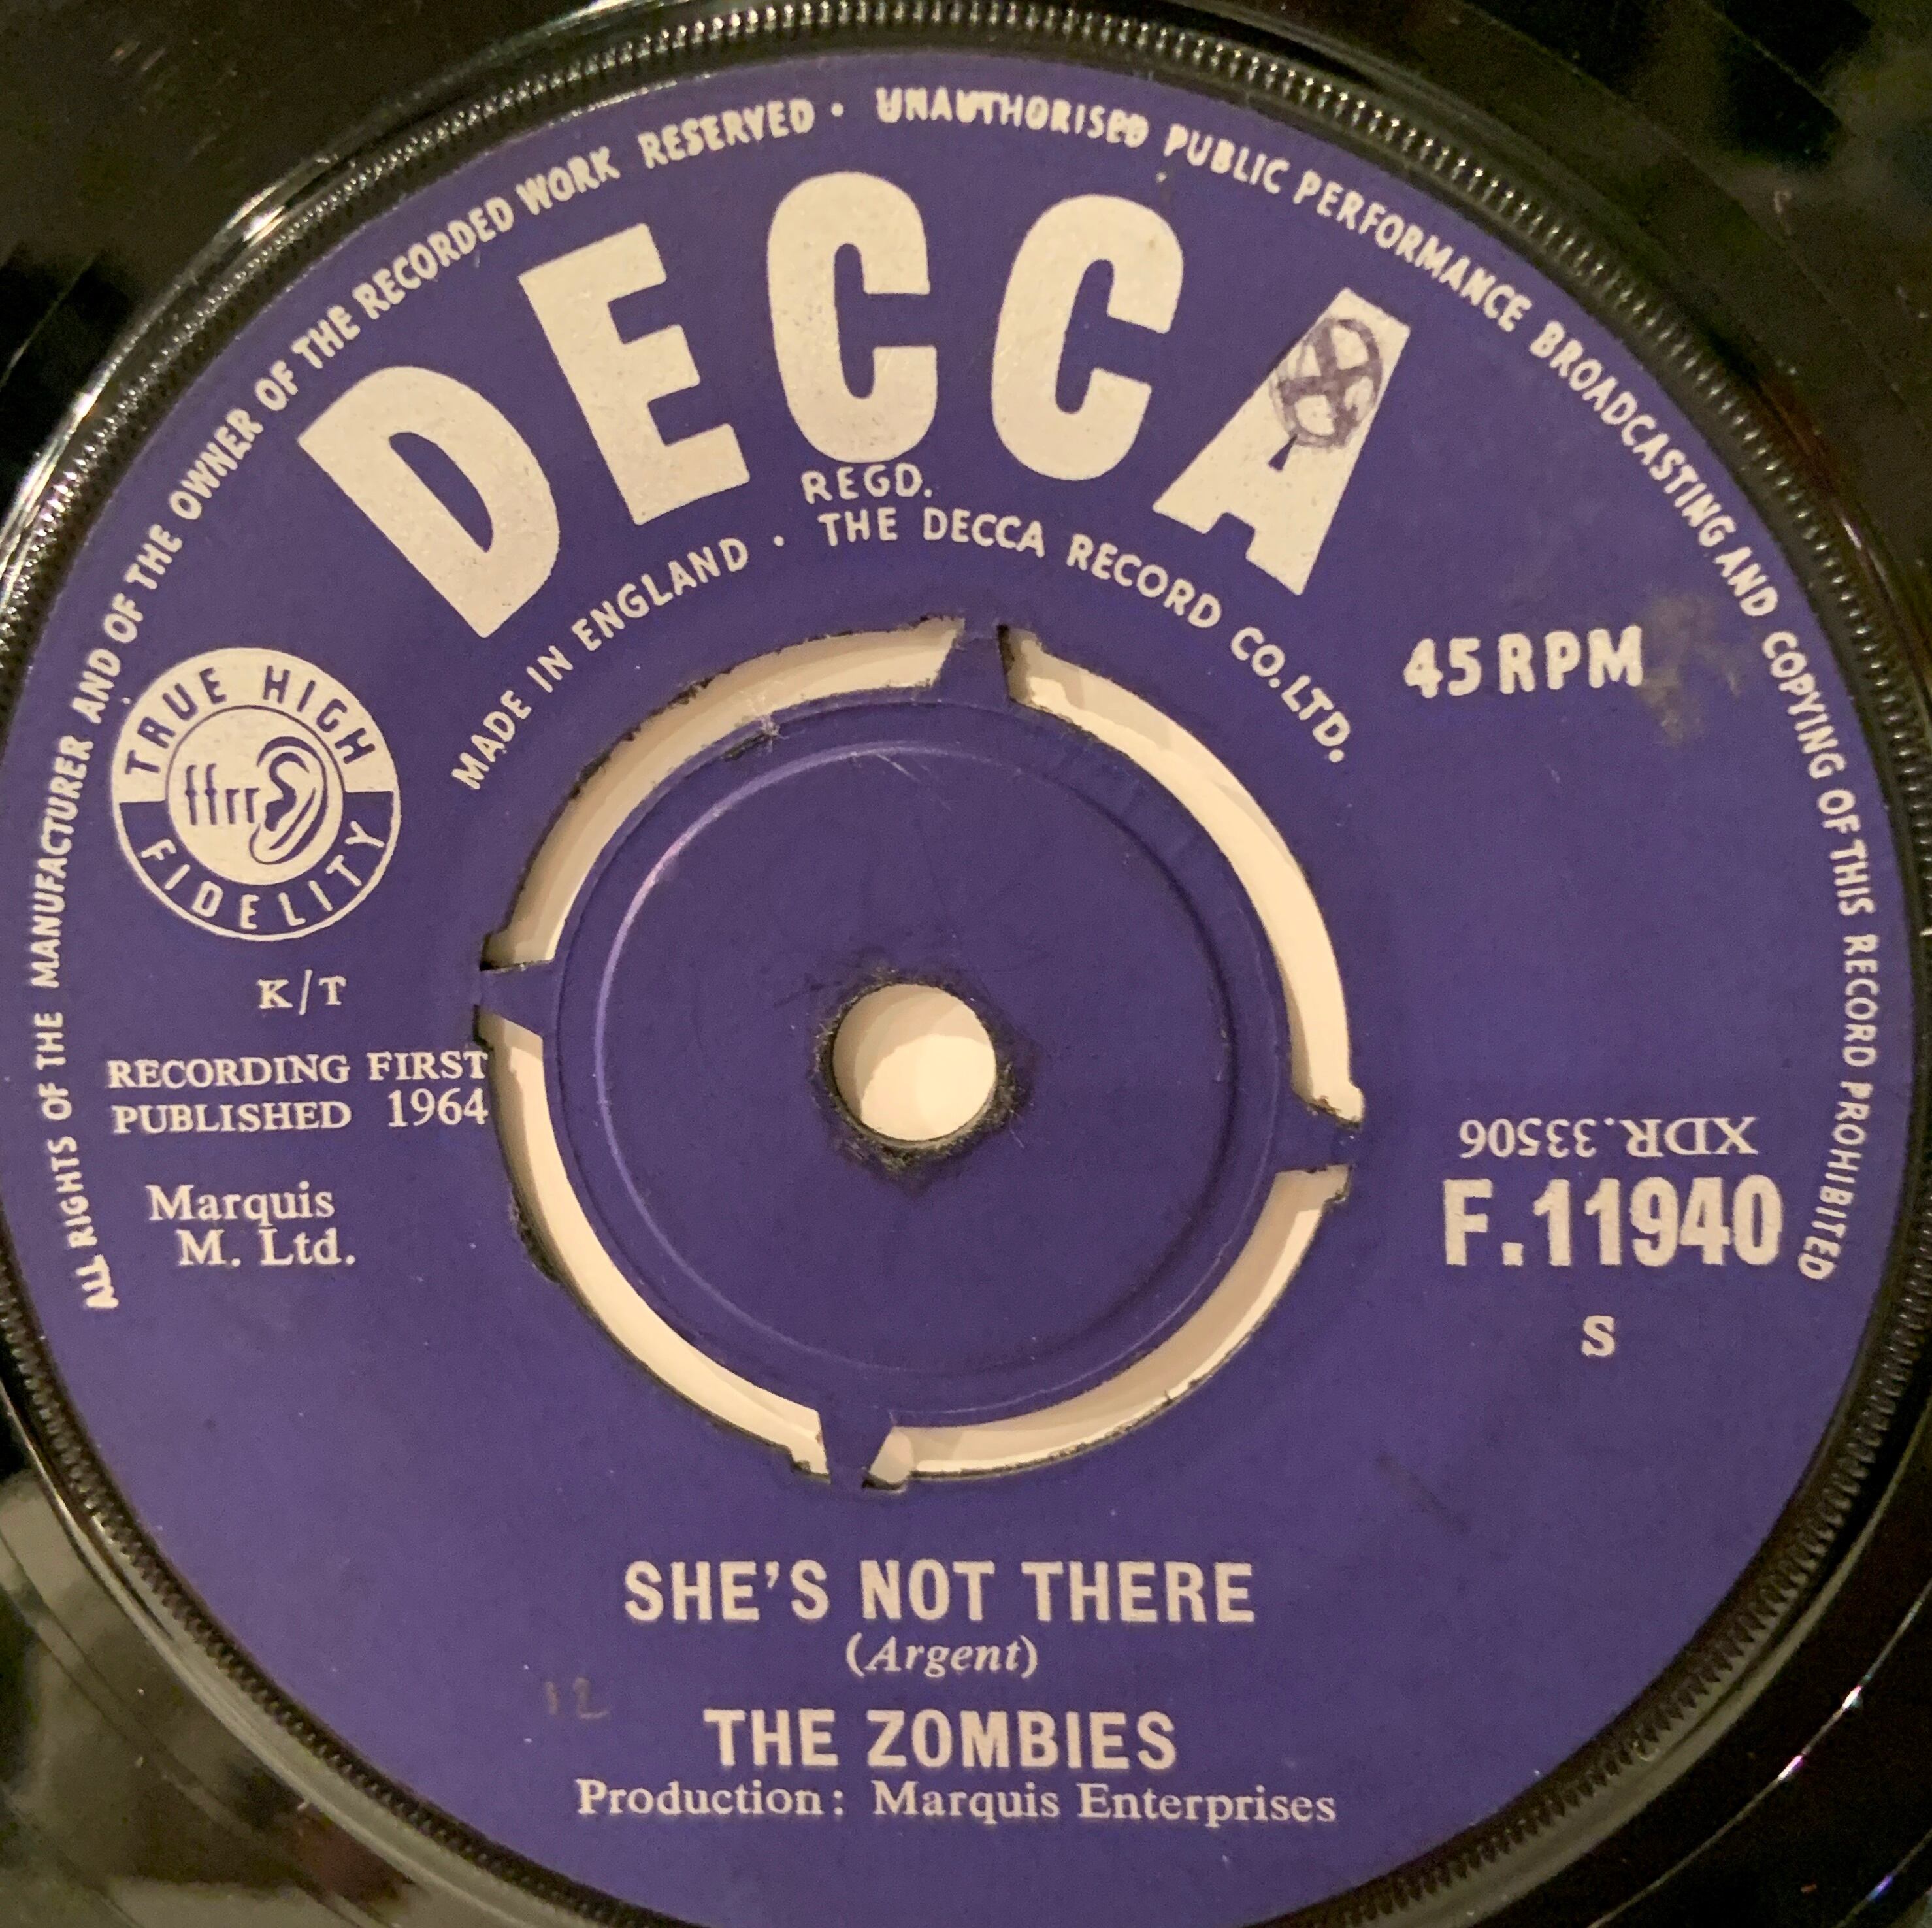 ALL RIGHTS OF THE MANUFACTURER AND OF THE OWNER OF THE RECORDED WORK RESERVED · UNAUTHORISED PUBLIC PERFORMANCE BROADCASTING AND COPYING OF THIS RECORD PROHIBITED
DECCA
REGD.
MADE IN ENGLAND · THE DECCA RECORD CO. LTD.
45 RPM
TRUE HIGH
ffrr
FIDELITY
K/T
RECORDING FIRST
PUBLISHED 1964
Marquis
M. Ltd.
XDR.33506
F.11940
S
SHE'S NOT THERE
(Argent)
12
THE ZOMBIES
Production: Marquis Enterprises